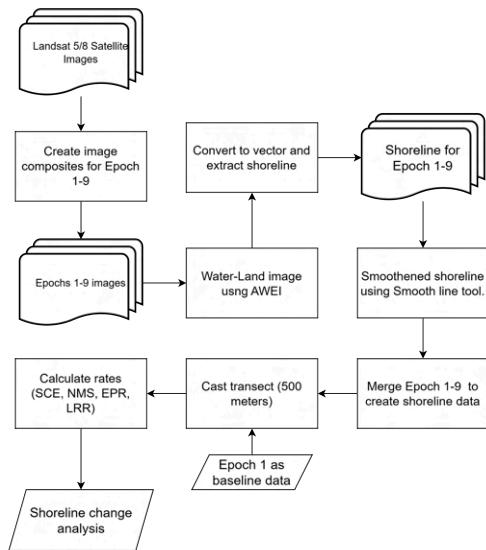 Landsat 5/8 Satellite
Images
Create image
composites for Epoch
1-9
Epochs 1-9 images
Water-Land image
usng AWEI
Convert to vector and
extract shoreline
Shoreline for
Epoch 1-9
Smoothened shoreline
using Smooth line tool.
Merge Epoch 1-9 to
create shoreline data
Cast transect (500
meters)
Epoch 1 as
baseline data
Calculate rates
(SCE, NMS, EPR,
LRR)
Shoreline change
analysis